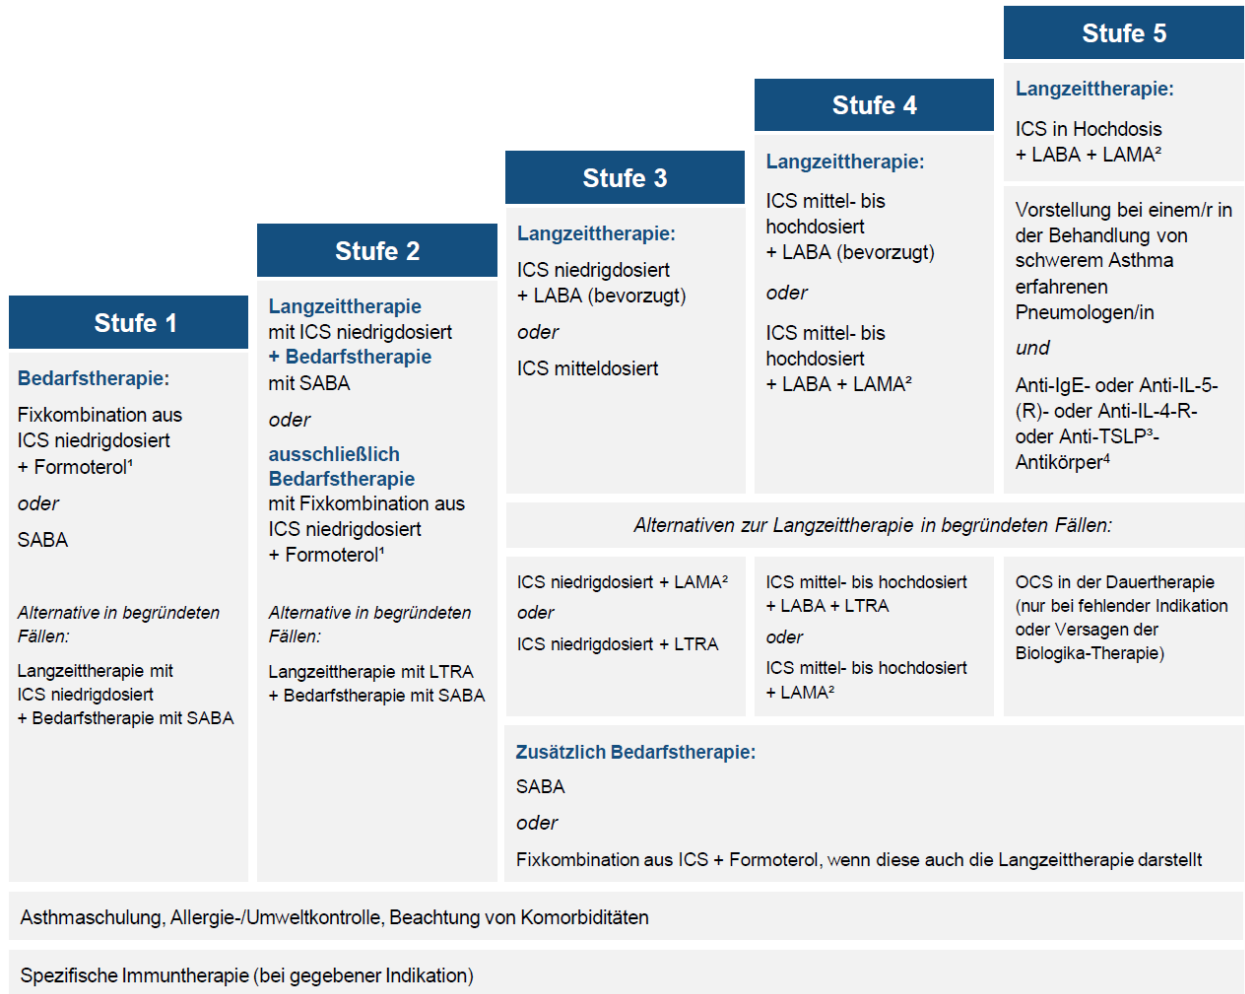 Stufe 1
Bedarfstherapie:
Fixkombination aus
ICS niedrigdosiert
+ Formoterol¹
oder
SABA
Alternative in begründeten
Fällen:
Langzeittherapie mit
ICS niedrigdosiert
+ Bedarfstherapie mit SABA
Stufe 2
Langzeittherapie
mit ICS niedrigdosiert
+ Bedarfstherapie
mit SABA
oder
ausschließlich
Bedarfstherapie
mit Fixkombination aus
ICS niedrigdosiert
+ Formoterol¹
Alternative in begründeten
Fällen:
Langzeittherapie mit LTRA
+ Bedarfstherapie mit SABA
Stufe 3
Langzeittherapie:
ICS niedrigdosiert
+ LABA (bevorzugt)
oder
ICS mitteldosiert
Stufe 4
Langzeittherapie:
ICS mittel- bis
hochdosiert
+ LABA (bevorzugt)
oder
ICS mittel- bis
hochdosiert
+ LABA + LAMA²
Stufe 5
Langzeittherapie:
ICS in Hochdosis
+ LABA + LAMA²
Vorstellung bei einem/r in
der Behandlung von
schwerem Asthma
erfahrenen
Pneumologen/in
und
Anti-IgE- oder Anti-IL-5-
(R)- oder Anti-IL-4-R-
oder Anti-TSLP³-
Antikörper⁴
Alternativen zur Langzeittherapie in begründeten Fällen:
ICS niedrigdosiert + LAMA²
oder
ICS niedrigdosiert + LTRA
ICS mittel- bis hochdosiert
+ LABA + LTRA
oder
ICS mittel- bis hochdosiert
+ LAMA²
OCS in der Dauertherapie
(nur bei fehlender Indikation
oder Versagen der
Biologika-Therapie)
Zusätzlich Bedarfstherapie:
SABA
oder
Fixkombination aus ICS + Formoterol, wenn diese auch die Langzeittherapie darstellt
Asthmaschulung, Allergie-/Umweltkontrolle, Beachtung von Komorbiditäten
Spezifische Immuntherapie (bei gegebener Indikation)